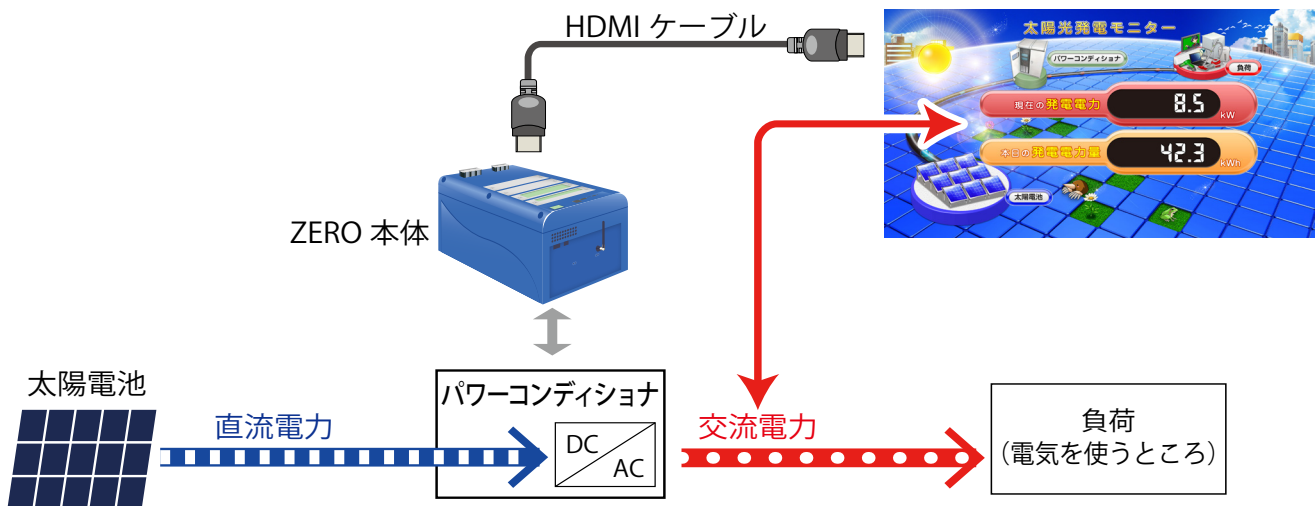 HDMI ケーブル
太陽光発電モニター
パワーコンディショナ
負荷
現在の発電電力
8.5
kW
本日の発電電力量
42.3
kWh
太陽電池
ZERO 本体
太陽電池
直流電力
パワーコンディショナ
DC
AC
交流電力
負荷
(電気を使うところ)